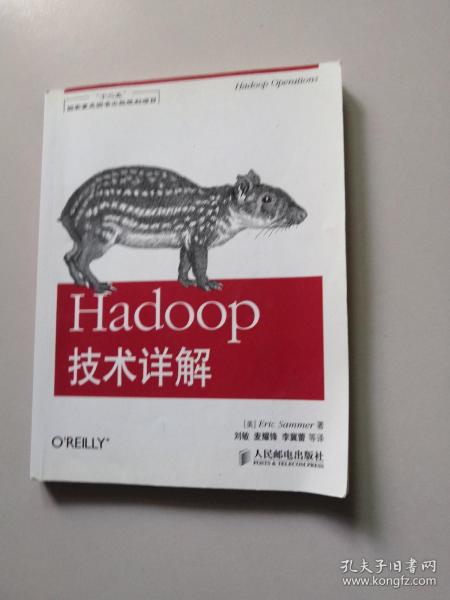 Hadoop Operations
"十二五"
国家重点图书出版规划项目
Hadoop
技术详解
[美] Eric Sammer 著
刘敏 麦耀锋 李冀蕾 等译
O'REILLY®
人民邮电出版社
POSTS & TELECOM PRESS
孔夫子旧书网
www.kongfz.com